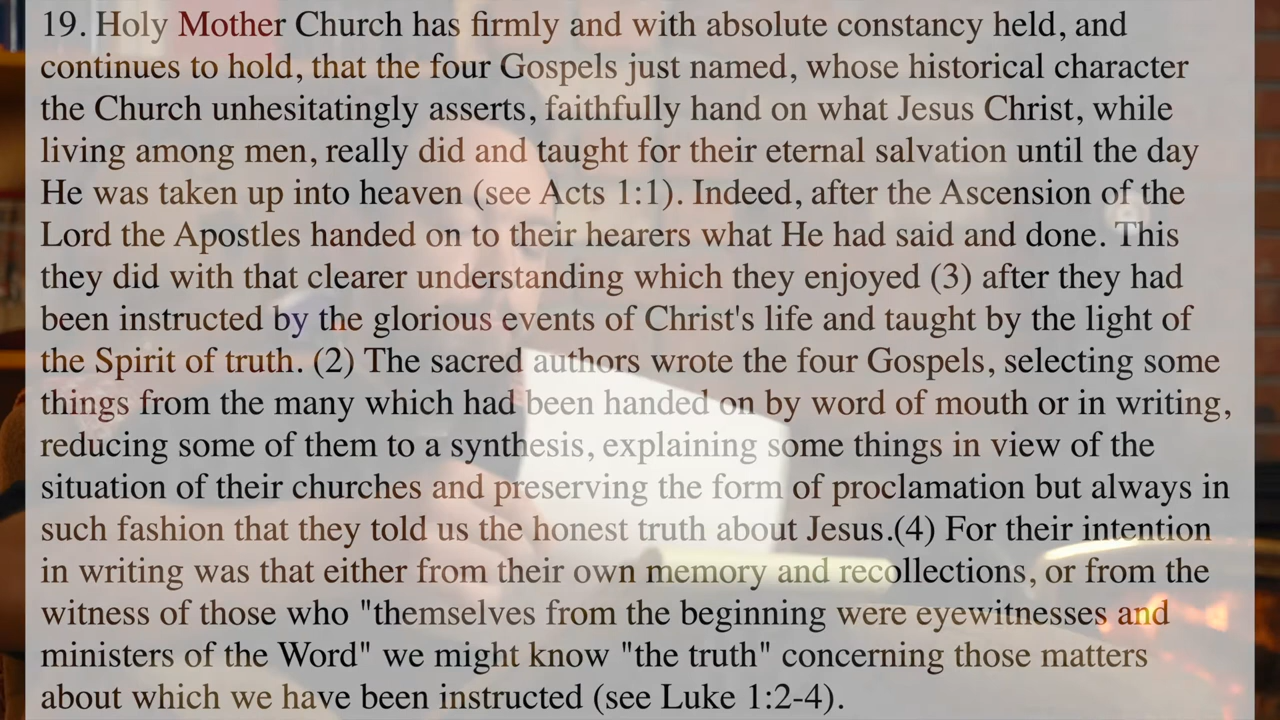 19. Holy Mother Church has firmly and with absolute constancy held, and
continues to hold, that the four Gospels just named, whose historical character
the Church unhesitatingly asserts, faithfully hand on what Jesus Christ, while
living among men, really did and taught for their eternal salvation until the day
He was taken up into heaven (see Acts 1:1). Indeed, after the Ascension of the
Lord the Apostles handed on to their hearers what He had said and done. This
they did with that clearer understanding which they enjoyed (3) after they had
been instructed by the glorious events of Christ's life and taught by the light of
the Spirit of truth. (2) The sacred authors wrote the four Gospels, selecting some
things from the many which had been handed on by word of mouth or in writing,
reducing some of them to a synthesis, explaining some things in view of the
situation of their churches and preserving the form of proclamation but always in
such fashion that they told us the honest truth about Jesus.(4) For their intention
in writing was that either from their own memory and recollections, or from the
witness of those who "themselves from the beginning were eyewitnesses and
ministers of the Word" we might know "the truth" concerning those matters
about which we have been instructed (see Luke 1:2-4).